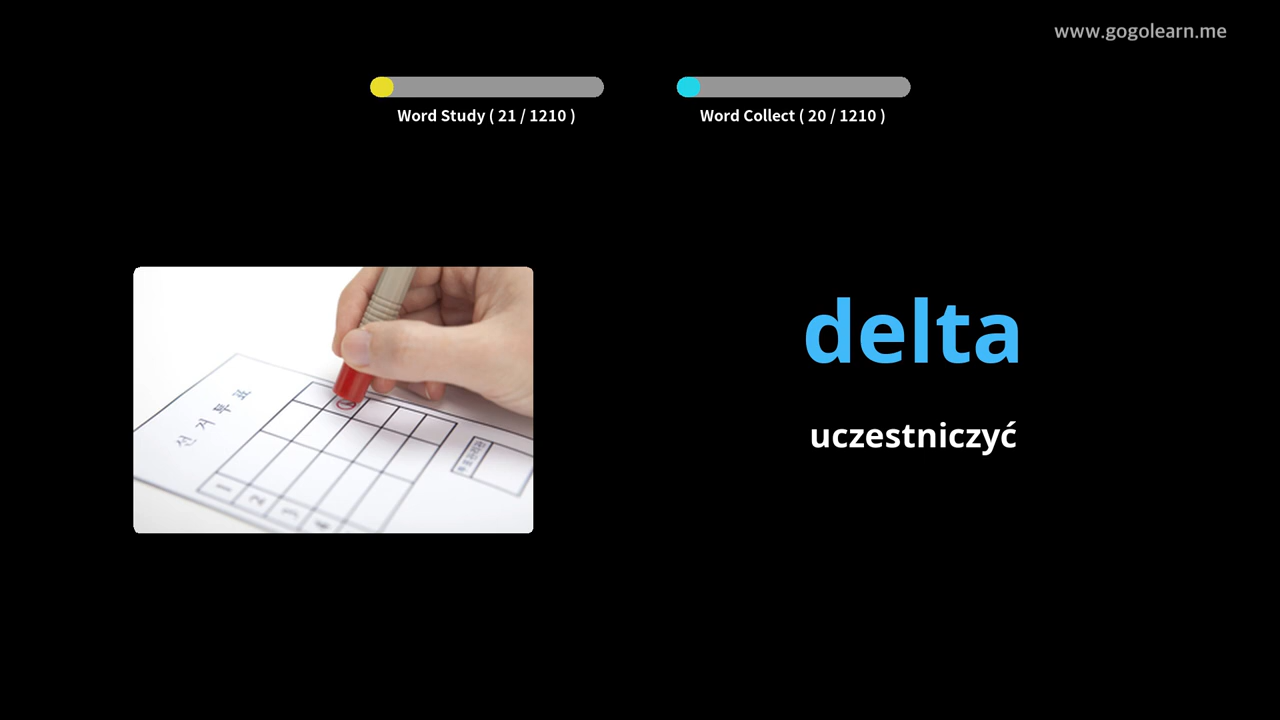 www.gogolearn.me
Word Study ( 21 / 1210 )
Word Collect ( 20 / 1210 )
delta
uczestniczyć
선거투표
1
2
3
4